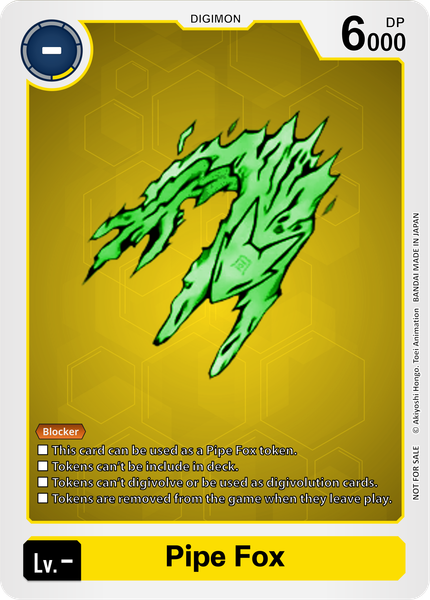 DIGIMON
-
DP
6000
Blocker
■ This card can be used as a Pipe Fox token.
■ Tokens can't be include in deck.
■ Tokens can't digivolve or be used as digivolution cards.
■ Tokens are removed from the game when they leave play.
NOT FOR SALE © Akiyoshi Hongo. Toei Animation BANDAI MADE IN JAPAN
Lv.-
Pipe Fox